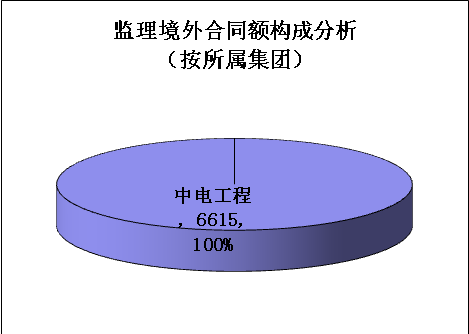 监理境外合同额构成分析
（按所属集团）
中电工程
, 6615,
100%